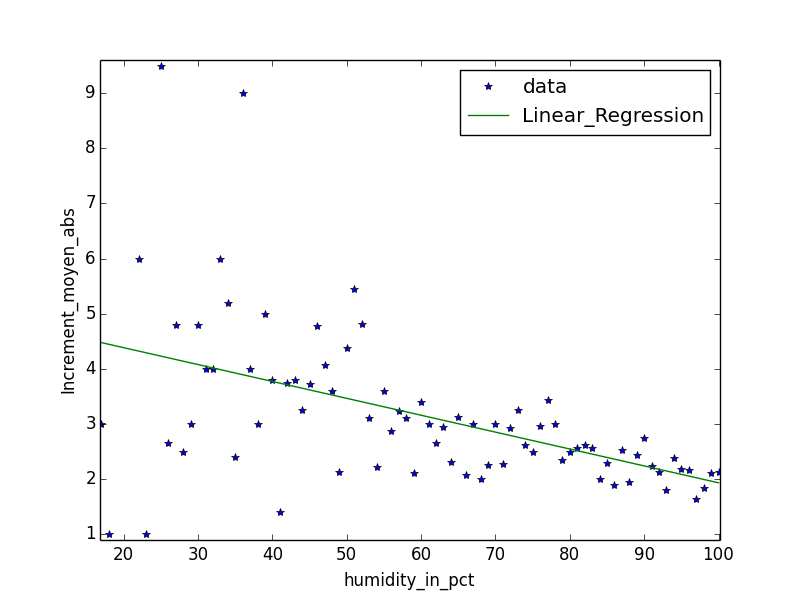 data
Linear_Regression
9
8
7
6
5
4
3
2
1
Increment_moyen_abs
20 30 40 50 60 70 80 90 100
humidity_in_pct